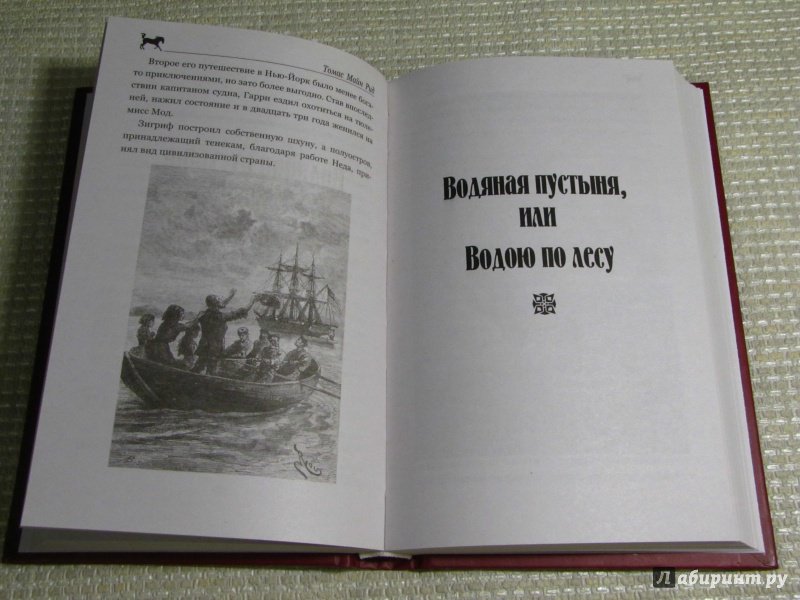 Томас Майн Рид
Второе его путешествие в Нью-Йорк было менее бога-
то приключениями, но зато более выгодно. Став впослед-
ствии капитаном судна, Гарри ездил охотиться на тюле-
ней, нажил состояние и в двадцать три года женился на
мисс Мод.
Зигриф построил собственную шхуну, а полуостров,
принадлежащий тенекам, благодаря работе Неда, при-
нял вид цивилизованной страны.
Водяная пустыня,
или
Водою по лесу
Лабиринт.ру